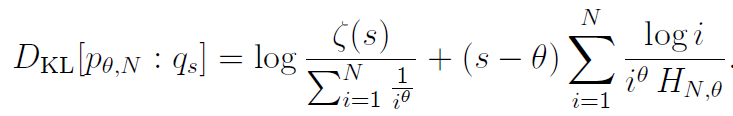 $D_{\mathrm{KL}}[p_{\theta,N} : q_s] = \log \frac{\zeta(s)}{\sum_{i=1}^{N} \frac{1}{i^\theta}} + (s - \theta) \sum_{i=1}^{N} \frac{\log i}{i^\theta \, H_{N,\theta}}.$